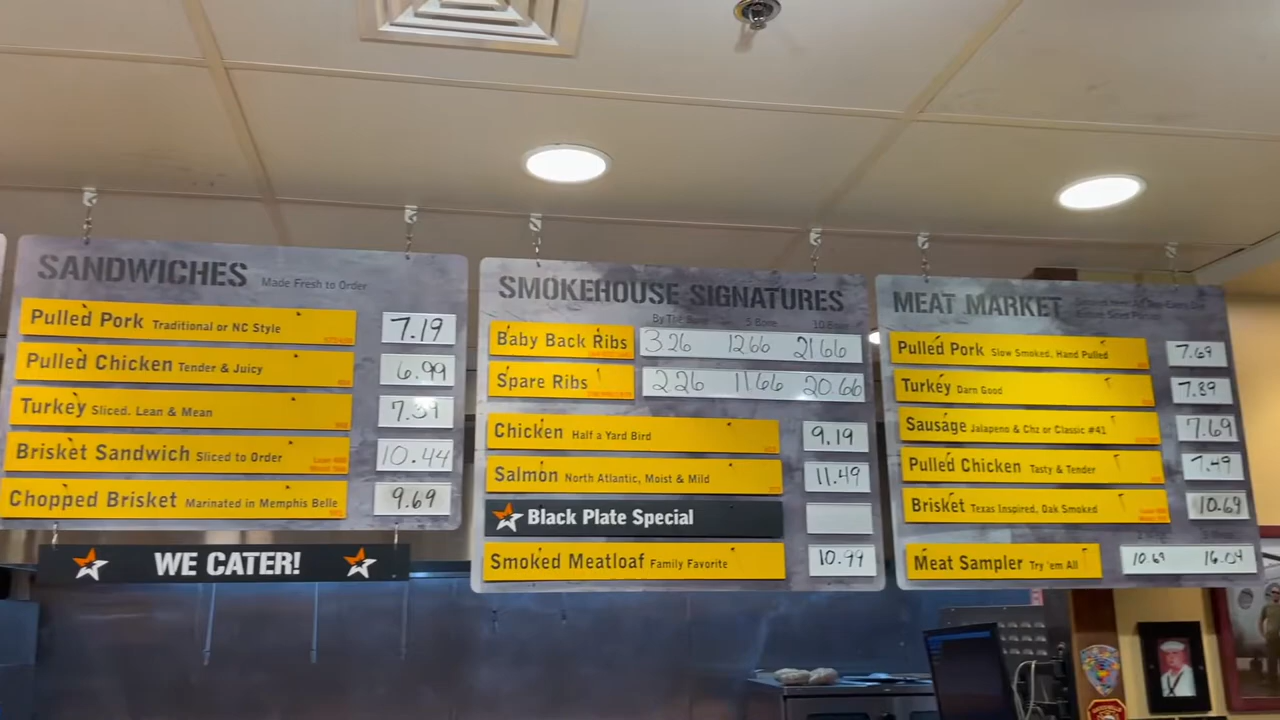 SANDWICHES Made Fresh to Order
Pulled Pork Traditional or NC Style 7.19
Pulled Chicken Tender & Juicy 6.99
Turkey Sliced. Lean & Mean
Brisket Sandwich Sliced to Order 10.44
Chopped Brisket Marinated in Memphis Belle 9.69
WE CATER!
SMOKEHOUSE SIGNATURES
By The Bone 5 Bone 10 Bone
Baby Back Ribs 3.26 12.66 21.66
Spare Ribs 2.26 11.66 20.66
Chicken Half a Yard Bird 9.19
Salmon North Atlantic, Moist & Mild 11.49
Black Plate Special
Smoked Meatloaf Family Favorite 10.99
MEAT MARKET
Pulled Pork Slow Smoked, Hand Pulled 7.69
Turkey Darn Good 7.89
Sausage Jalapeno & Chz or Classic #41 7.69
Pulled Chicken Tasty & Tender 7.49
Brisket Texas Inspired, Oak Smoked 10.69
Meat Sampler Try 'em All 10.69 16.04